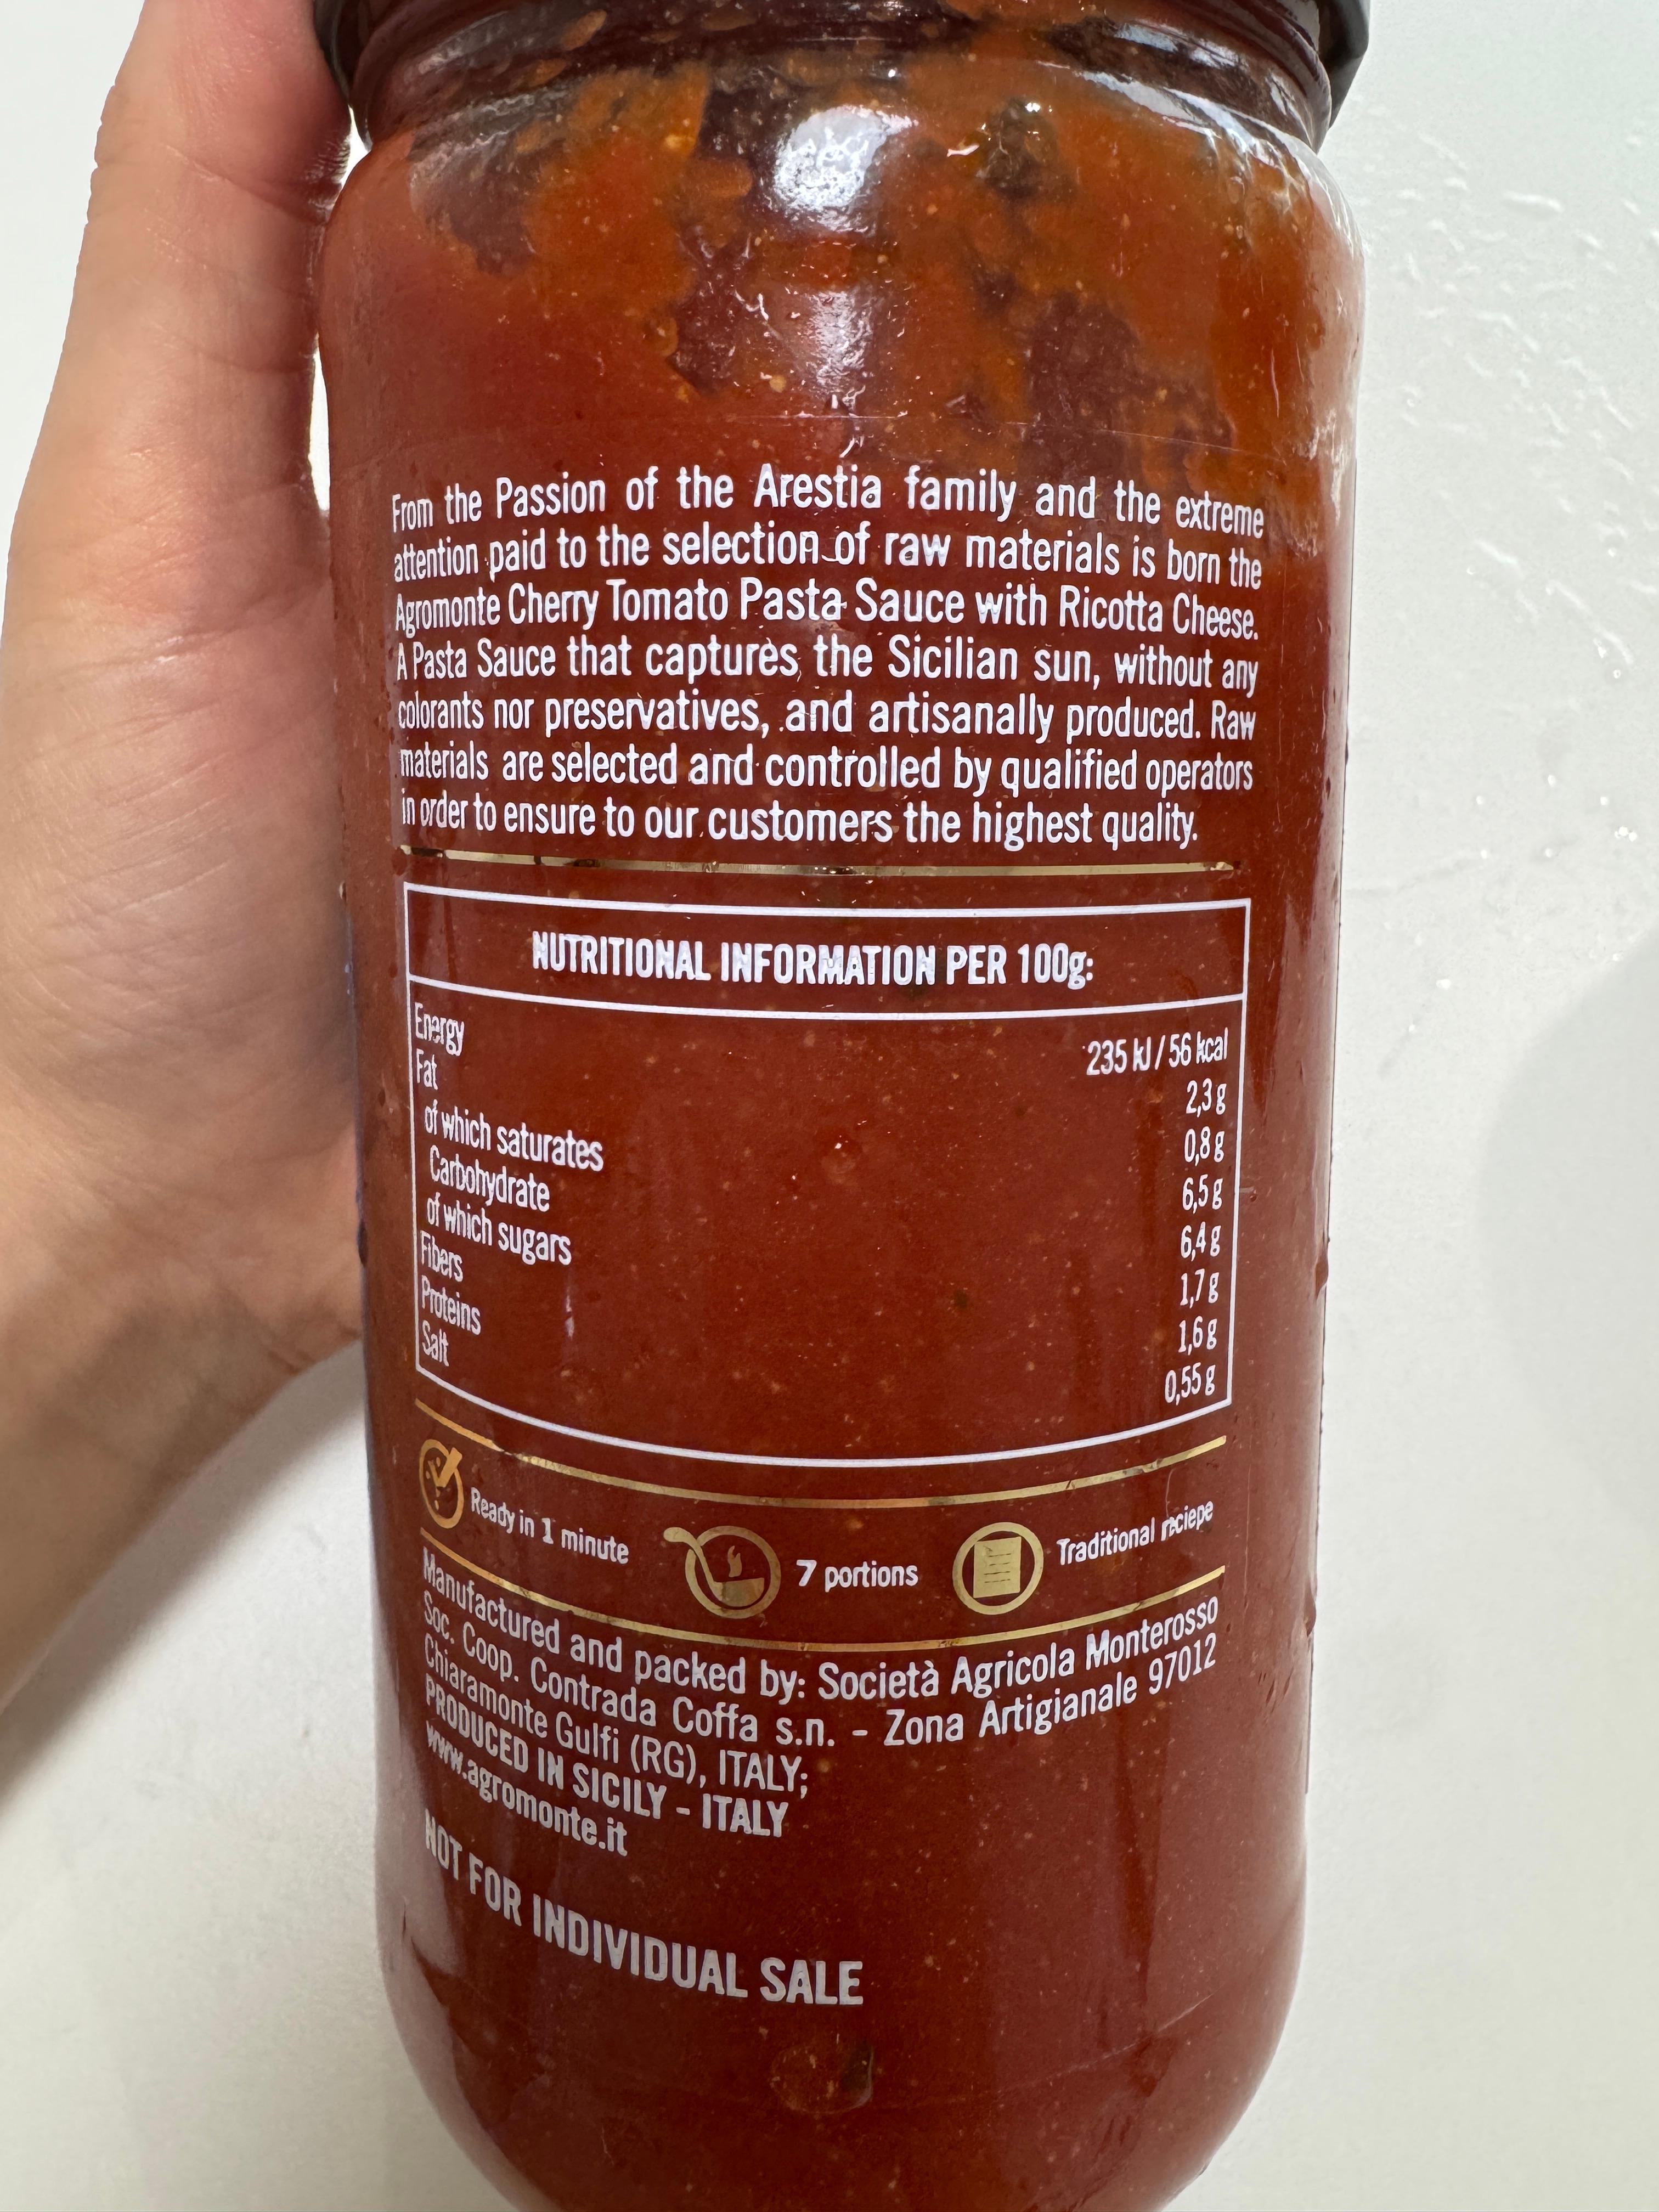 From the Passion of the Arestia family and the extreme
attention paid to the selection of raw materials is born the
Agromonte Cherry Tomato Pasta Sauce with Ricotta Cheese.
A Pasta Sauce that captures the Sicilian sun, without any
colorants nor preservatives, and artisanally produced. Raw
materials are selected and controlled by qualified operators
in order to ensure to our customers the highest quality.
NUTRITIONAL INFORMATION PER 100g:
Energy 235 kJ / 56 kcal
Fat 2,3 g
of which saturates 0,8 g
Carbohydrate 6,5 g
of which sugars 6,4 g
Fibers 1,7 g
Proteins 1,6 g
Salt 0,55 g
Ready in 1 minute 7 portions Traditional reciepe
Manufactured and packed by: Società Agricola Monterosso
Soc. Coop. Contrada Coffa s.n. - Zona Artigianale 97012
Chiaramonte Gulfi (RG), ITALY;
PRODUCED IN SICILY - ITALY
www.agromonte.it
NOT FOR INDIVIDUAL SALE